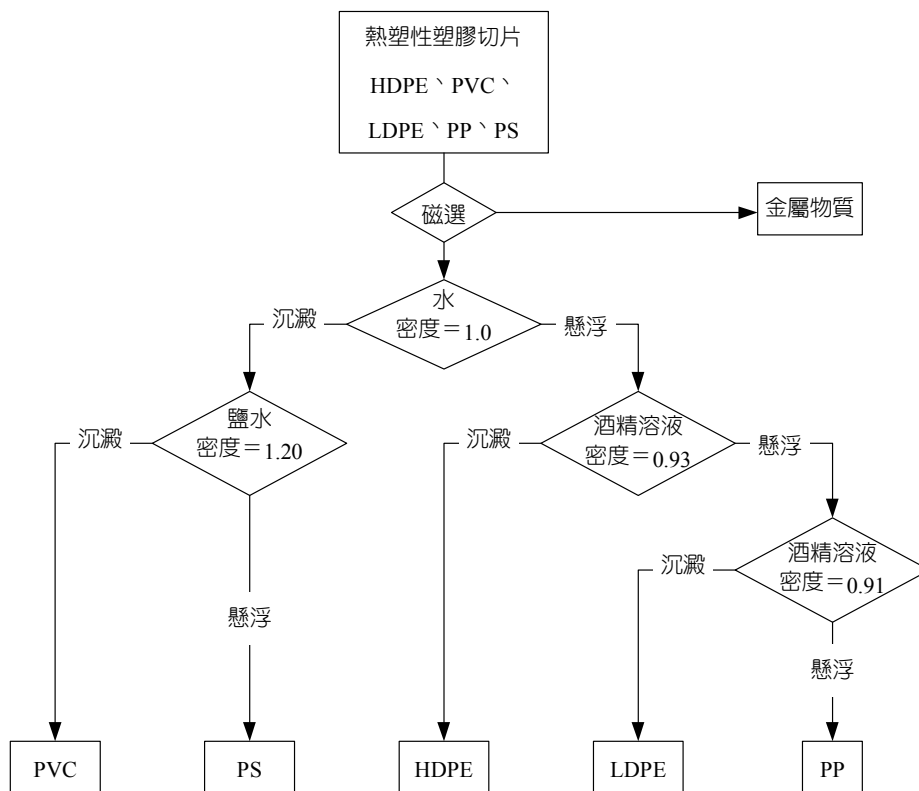 熱塑性塑膠切片
HDPE、PVC、
LDPE、PP、PS
磁選
金屬物質
水
密度＝1.0
沉澱
懸浮
鹽水
密度＝1.20
沉澱
懸浮
酒精溶液
密度＝0.93
沉澱
懸浮
酒精溶液
密度＝0.91
沉澱
懸浮
PVC
PS
HDPE
LDPE
PP